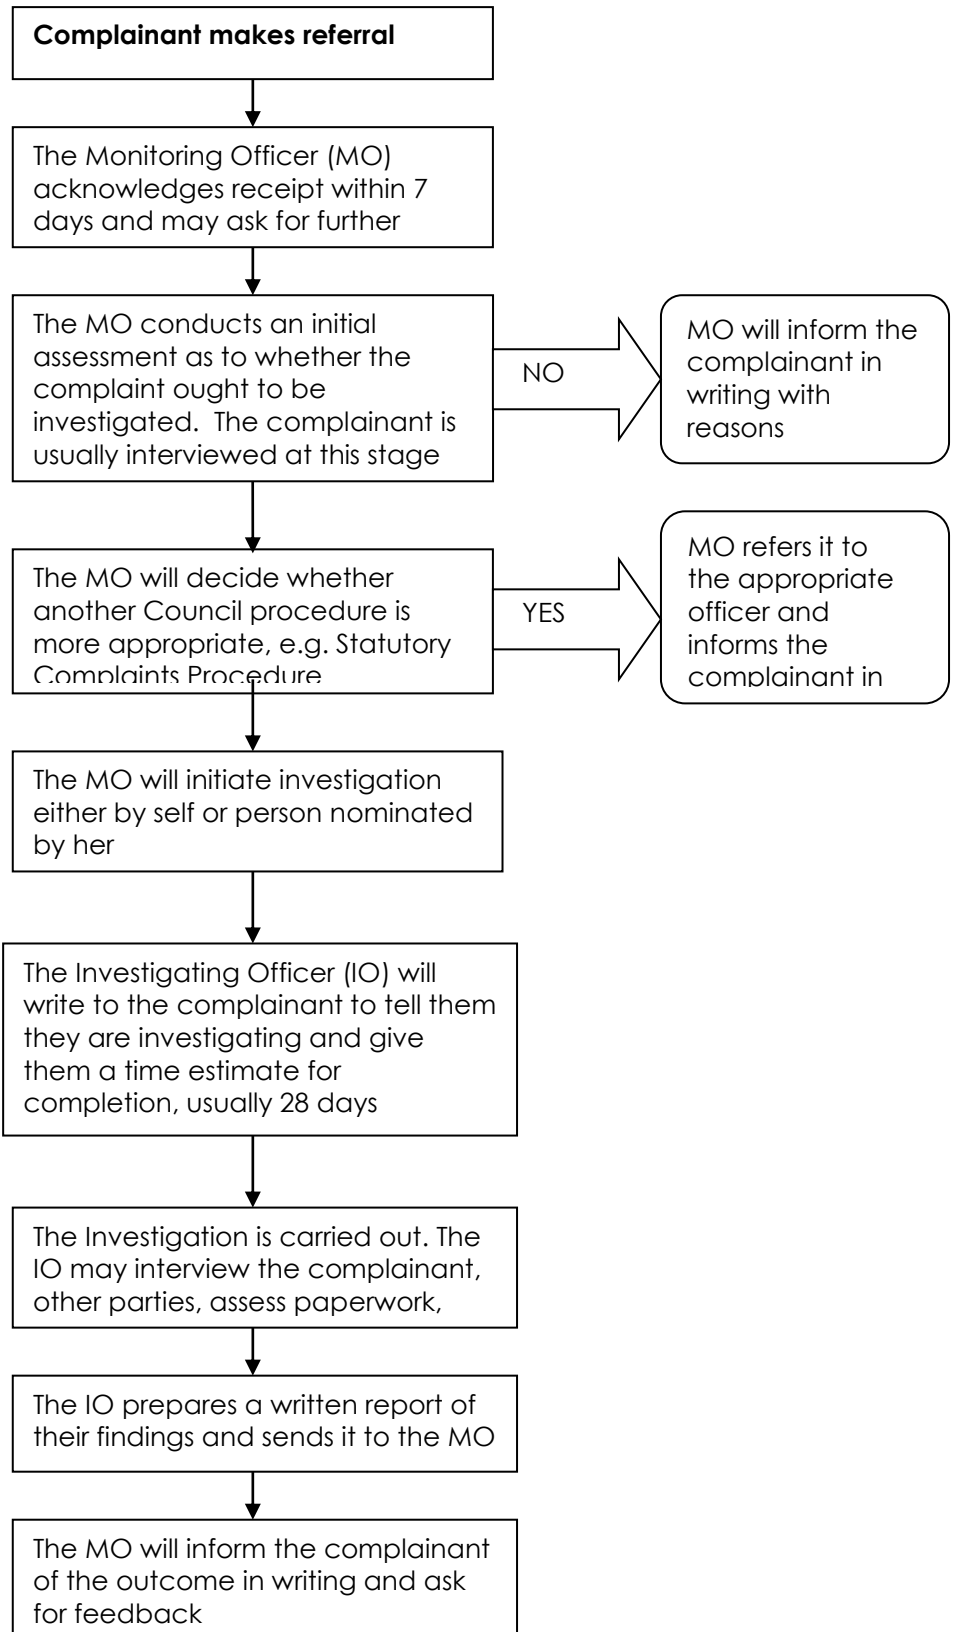 Complainant makes referral
The Monitoring Officer (MO)
acknowledges receipt within 7
days and may ask for further
The MO conducts an initial
assessment as to whether the
complaint ought to be
investigated.  The complainant is
usually interviewed at this stage
NO
MO will inform the
complainant in
writing with
reasons
The MO will decide whether
another Council procedure is
more appropriate, e.g. Statutory
Complaints Procedure
YES
MO refers it to
the appropriate
officer and
informs the
complainant in
The MO will initiate investigation
either by self or person nominated
by her
The Investigating Officer (IO) will
write to the complainant to tell them
they are investigating and give
them a time estimate for
completion, usually 28 days
The Investigation is carried out. The
IO may interview the complainant,
other parties, assess paperwork,
The IO prepares a written report of
their findings and sends it to the MO
The MO will inform the complainant
of the outcome in writing and ask
for feedback